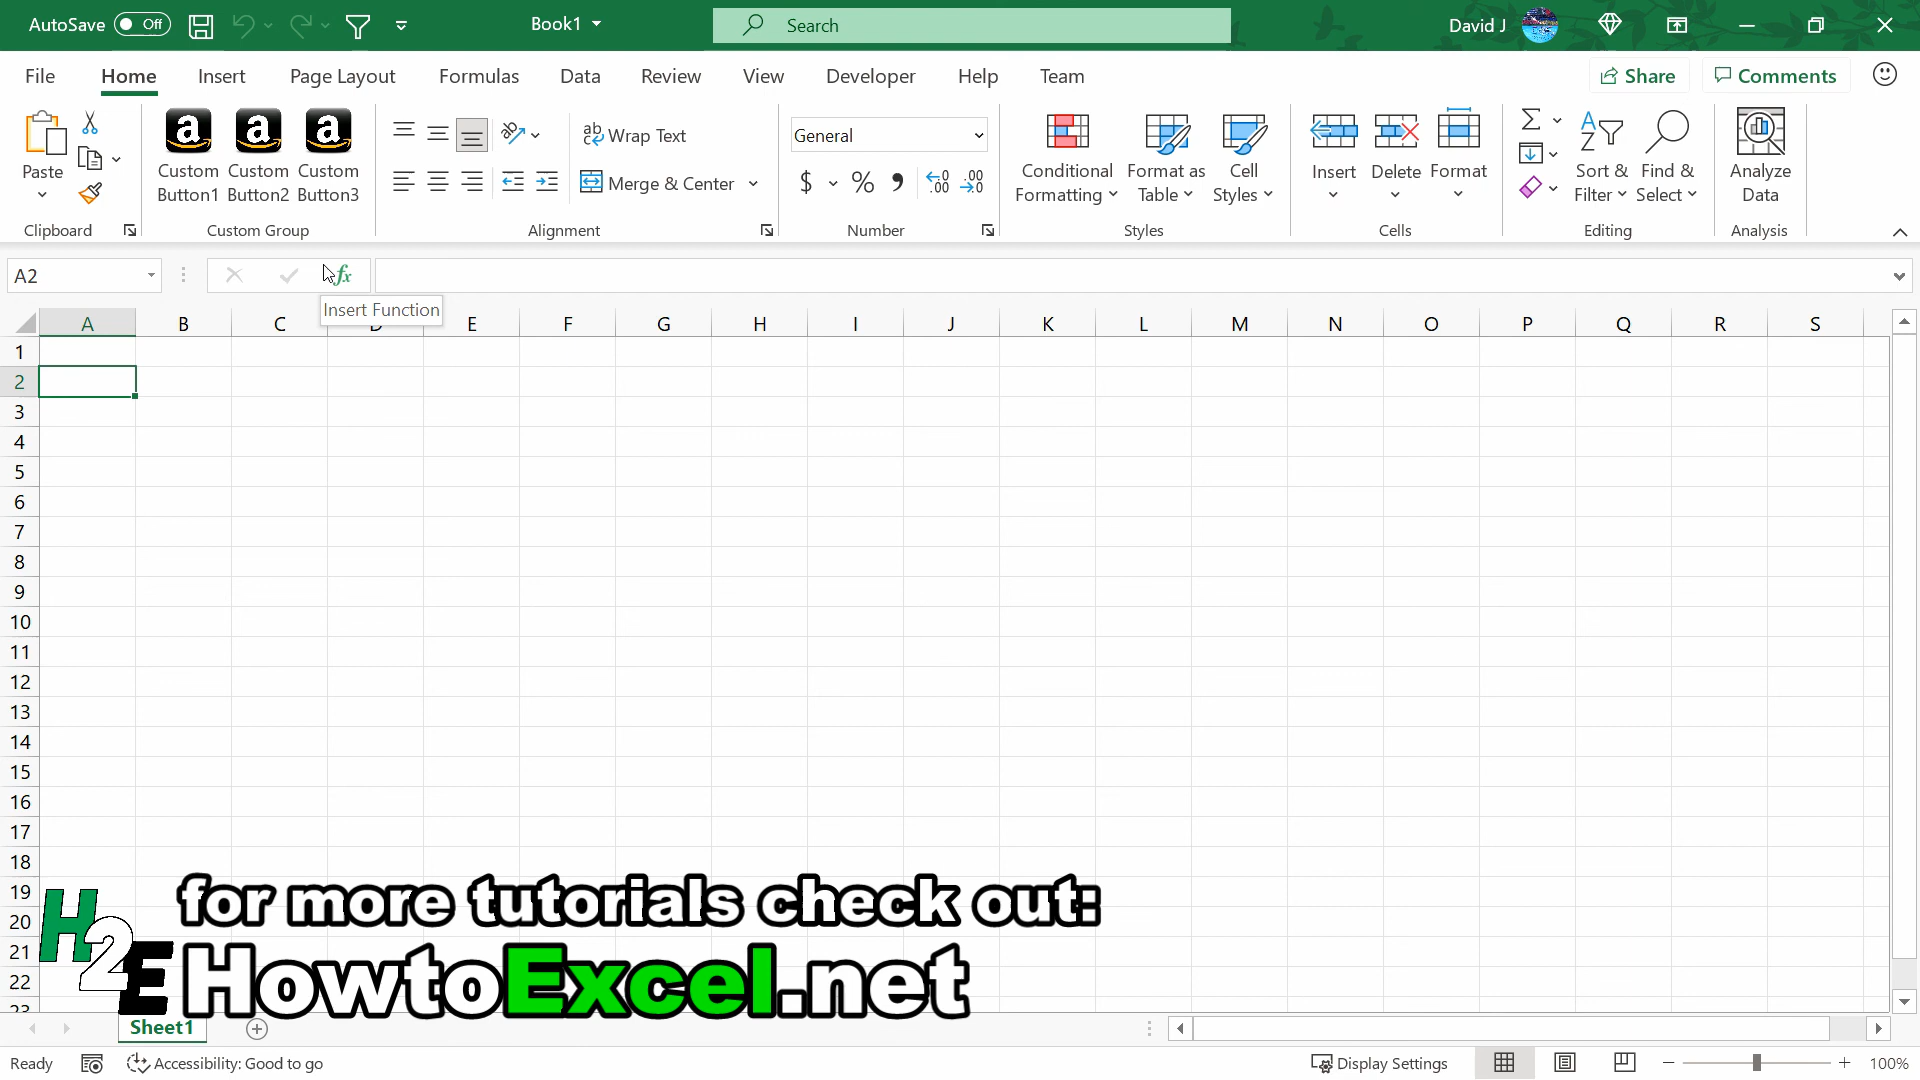 AutoSave Off Book1 Search David J
File Home Insert Page Layout Formulas Data Review View Developer Help Team Share Comments
Paste
Custom Button1
Custom Button2
Custom Button3
ab Wrap Text
Merge & Center
General
$ % 9 .00 .00
Conditional Formatting
Format as Table
Cell Styles
Insert
Delete
Format
Sort & Filter
Find & Select
Analyze Data
Clipboard Custom Group Alignment Number Styles Cells Editing Analysis
A2 fx
Insert Function
A B C D E F G H I J K L M N O P Q R S
1
2
3
4
5
6
7
8
9
10
11
12
13
14
15
16
17
18
19
20
21
22
23
for more tutorials check out:
H2E HowtoExcel.net
Sheet1
Ready Accessibility: Good to go Display Settings 100%